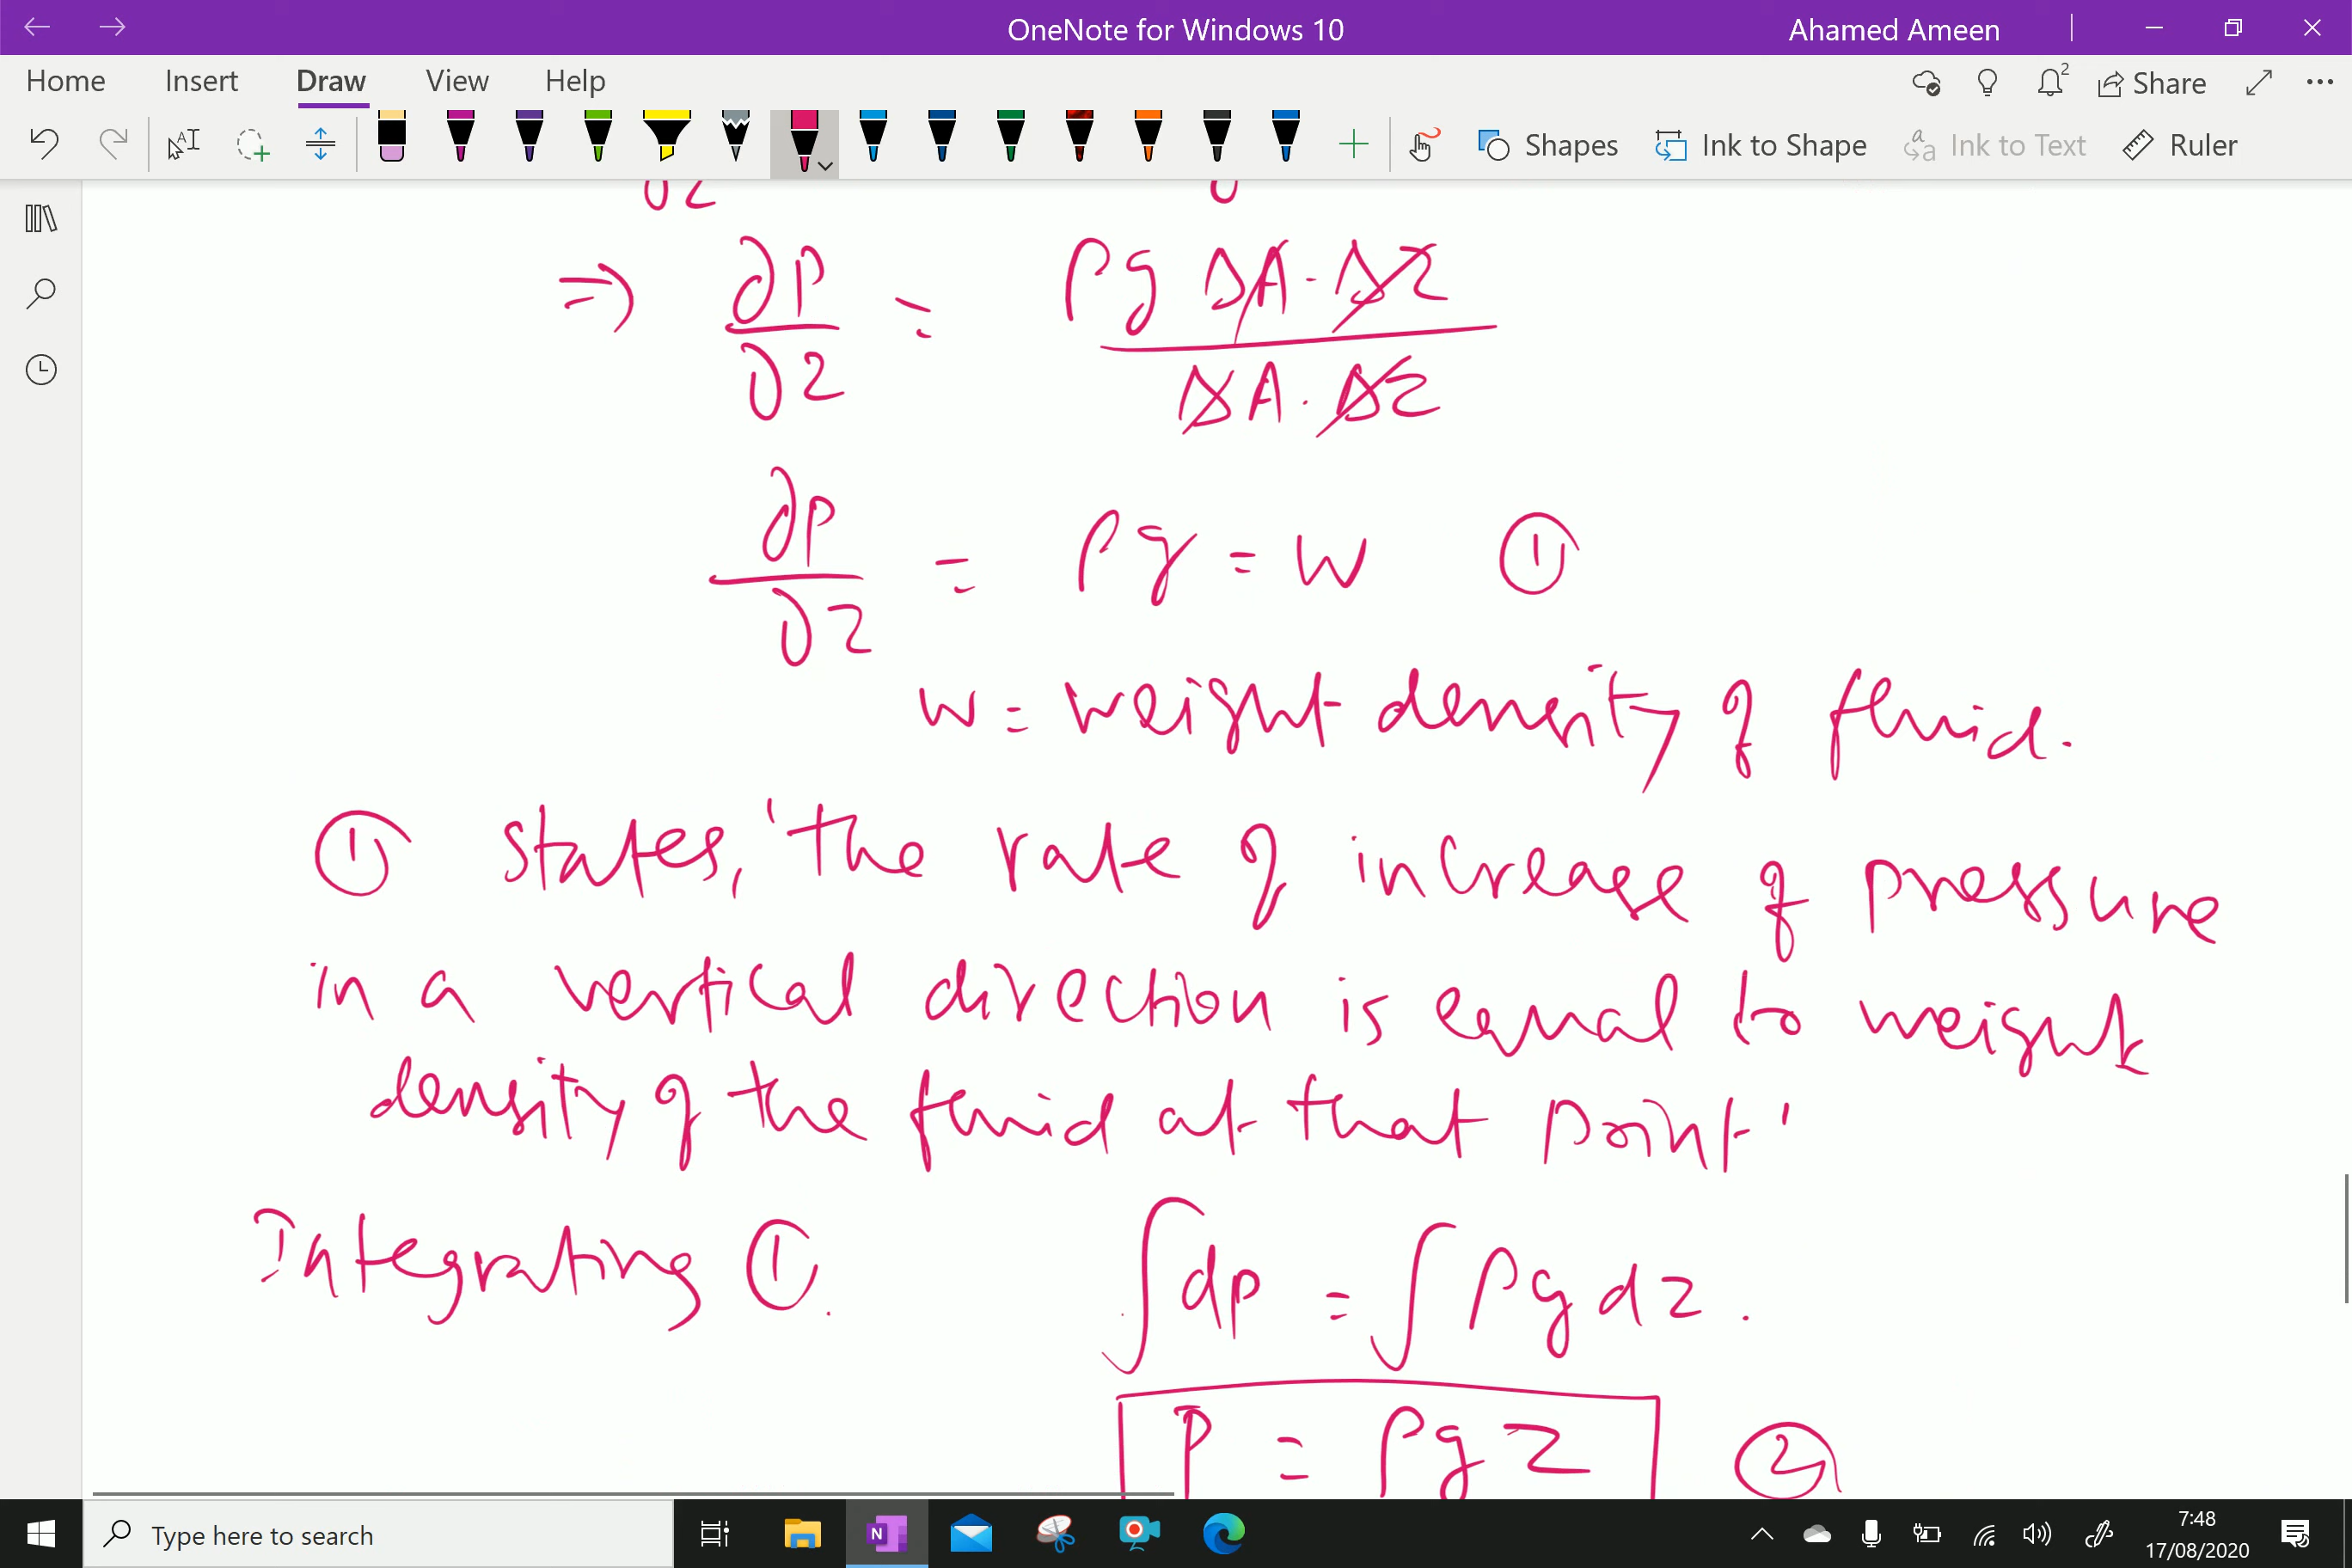 OneNote for Windows 10
Ahamed Ameen
Home Insert Draw View Help
2 Share
Shapes Ink to Shape Ink to Text Ruler
∂z
⇒ ∂P/∂z = ρg ΔA·Δz / ΔA·Δz
∂P/∂z = ρg = w ①
w = weight density of fluid.
① states, 'the rate of increase of pressure
in a vertical direction is equal to weight
density of the fluid at that point'
Integrating ①. ∫dp = ∫ρg dz.
P = ρg z ②
Type here to search
7:48
17/08/2020